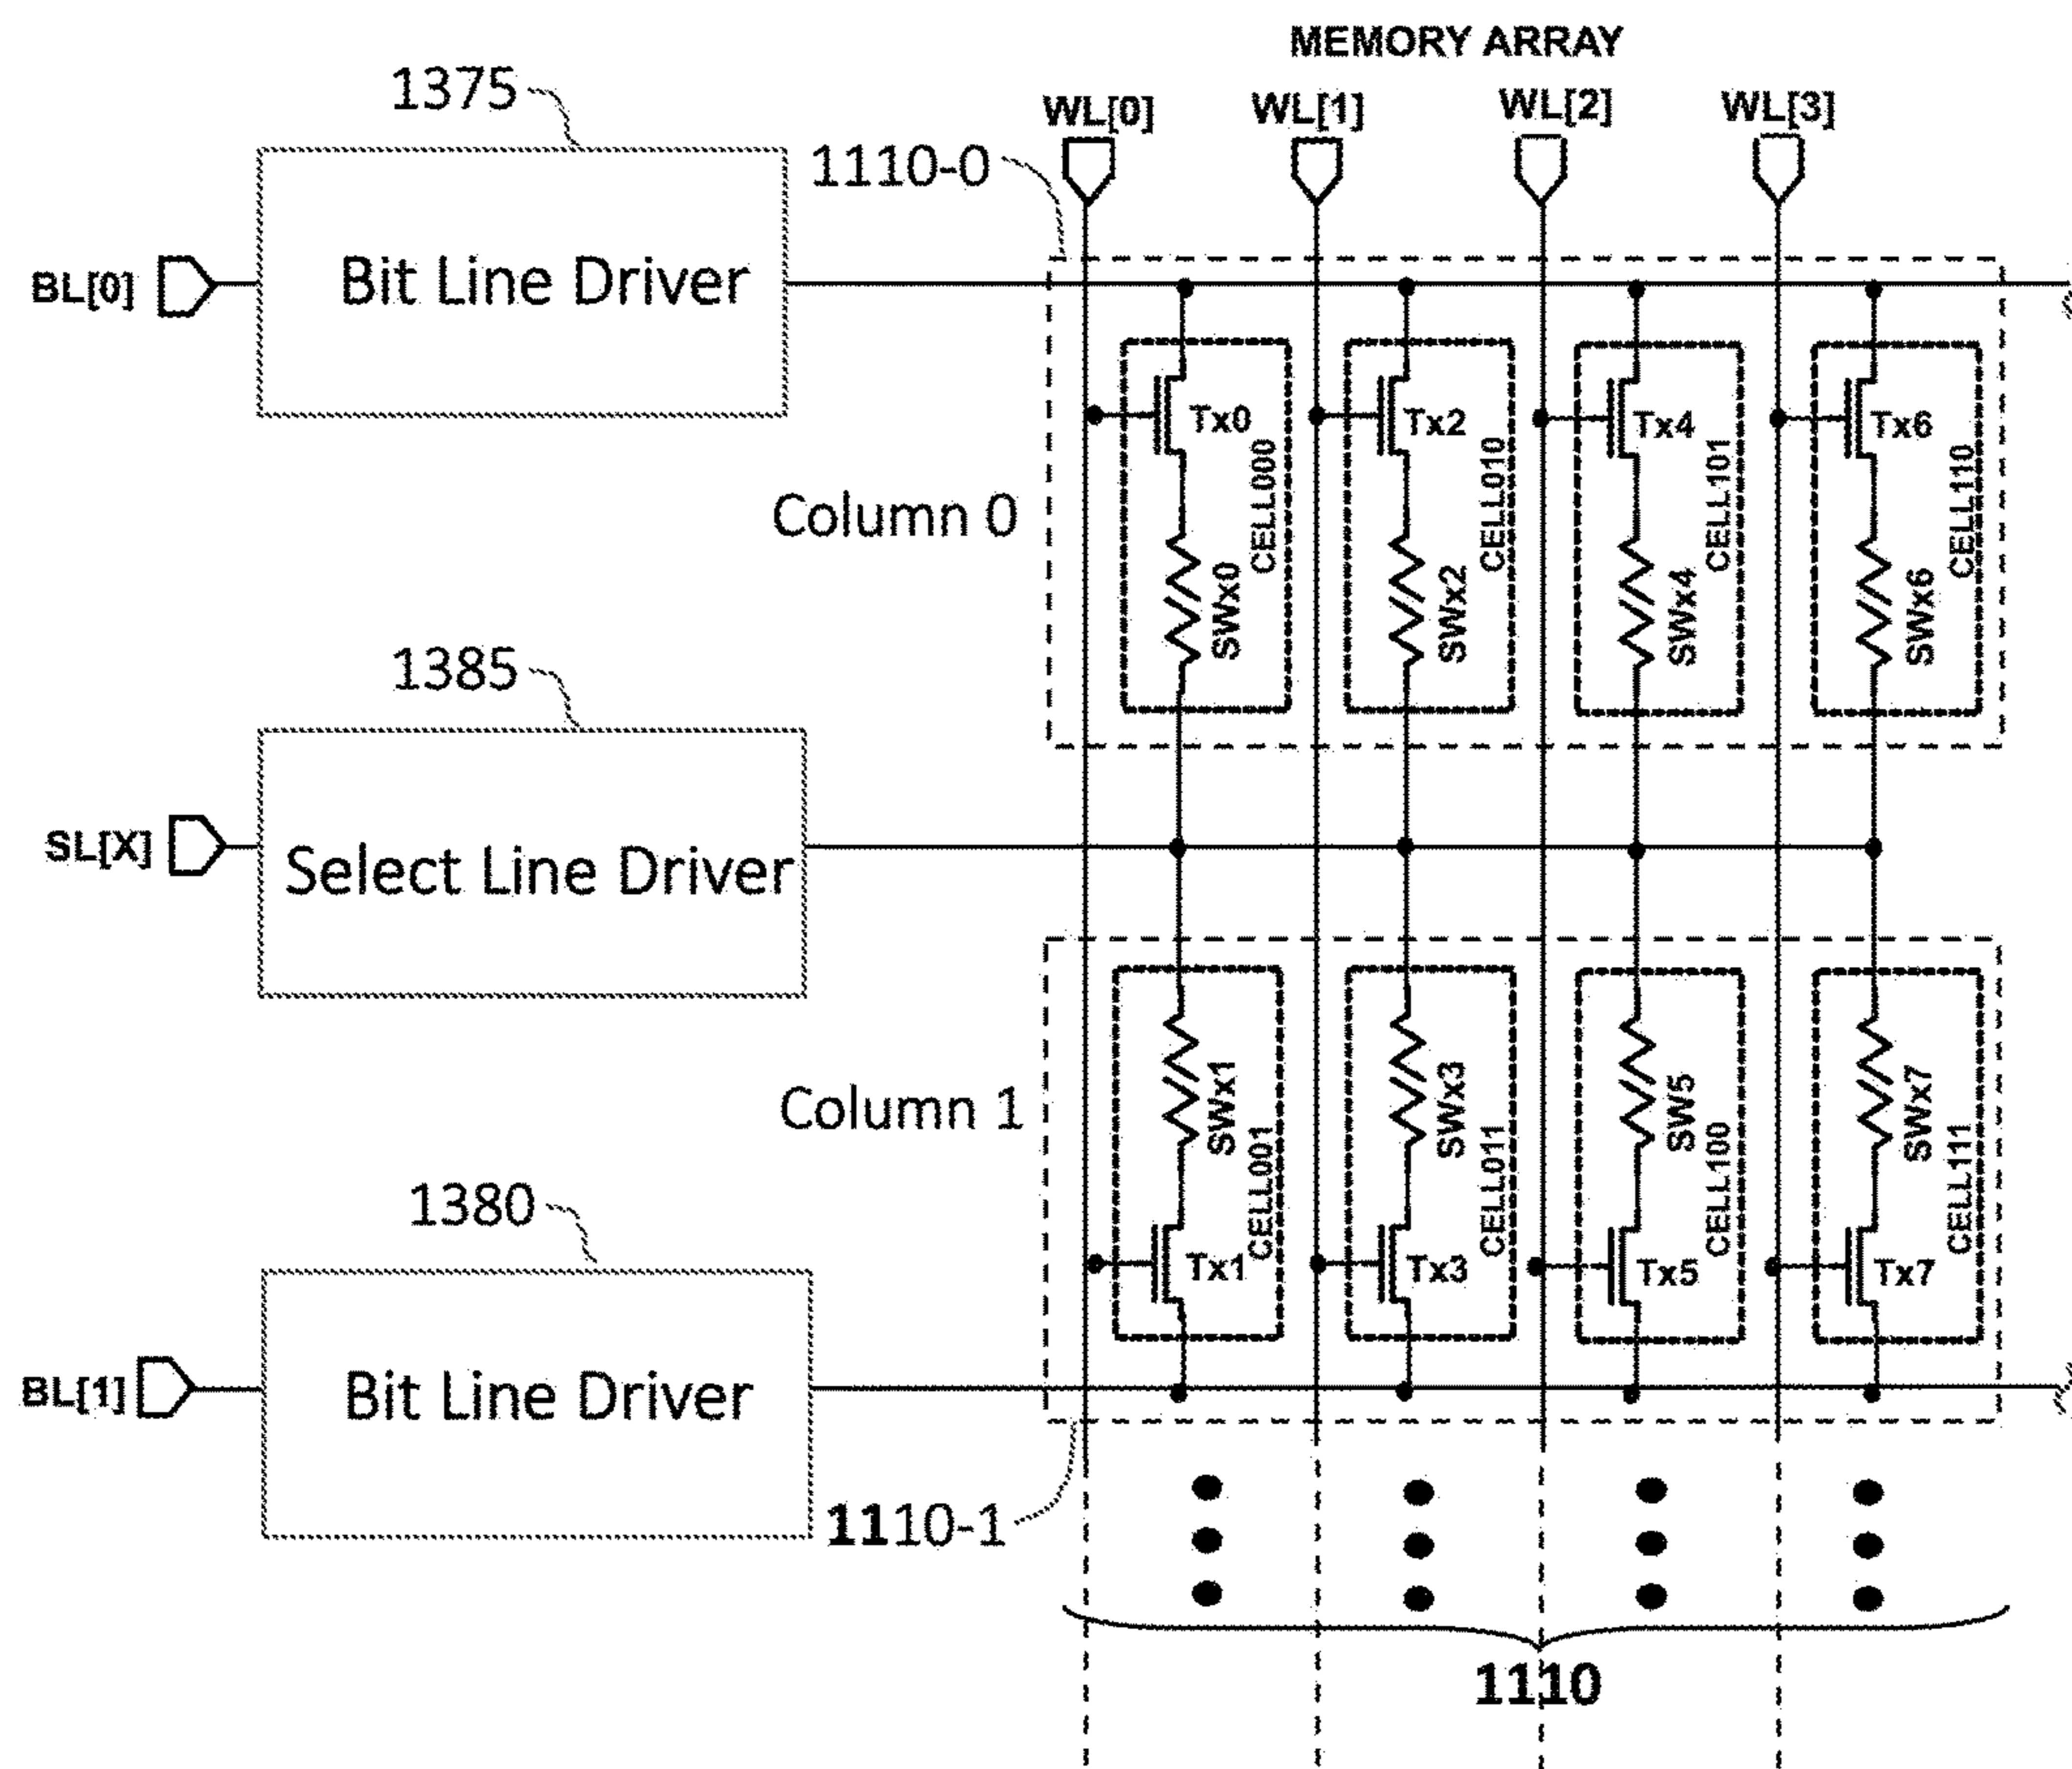 MEMORY ARRAY
WL[0] WL[1] WL[2] WL[3]
1375
1110-0
BL[0]
Bit Line Driver
Column 0
Tx0
CELL000
SWx0
Tx2
CELL010
SWx2
Tx4
CELL101
SWx4
Tx6
CELL110
SWx6
1385
SL[X]
Select Line Driver
Column 1
SWx1
CELL001
Tx1
SWx3
CELL011
Tx3
SW5
CELL100
Tx5
SWx7
CELL111
Tx7
1380
BL[1]
Bit Line Driver
1110-1
1110